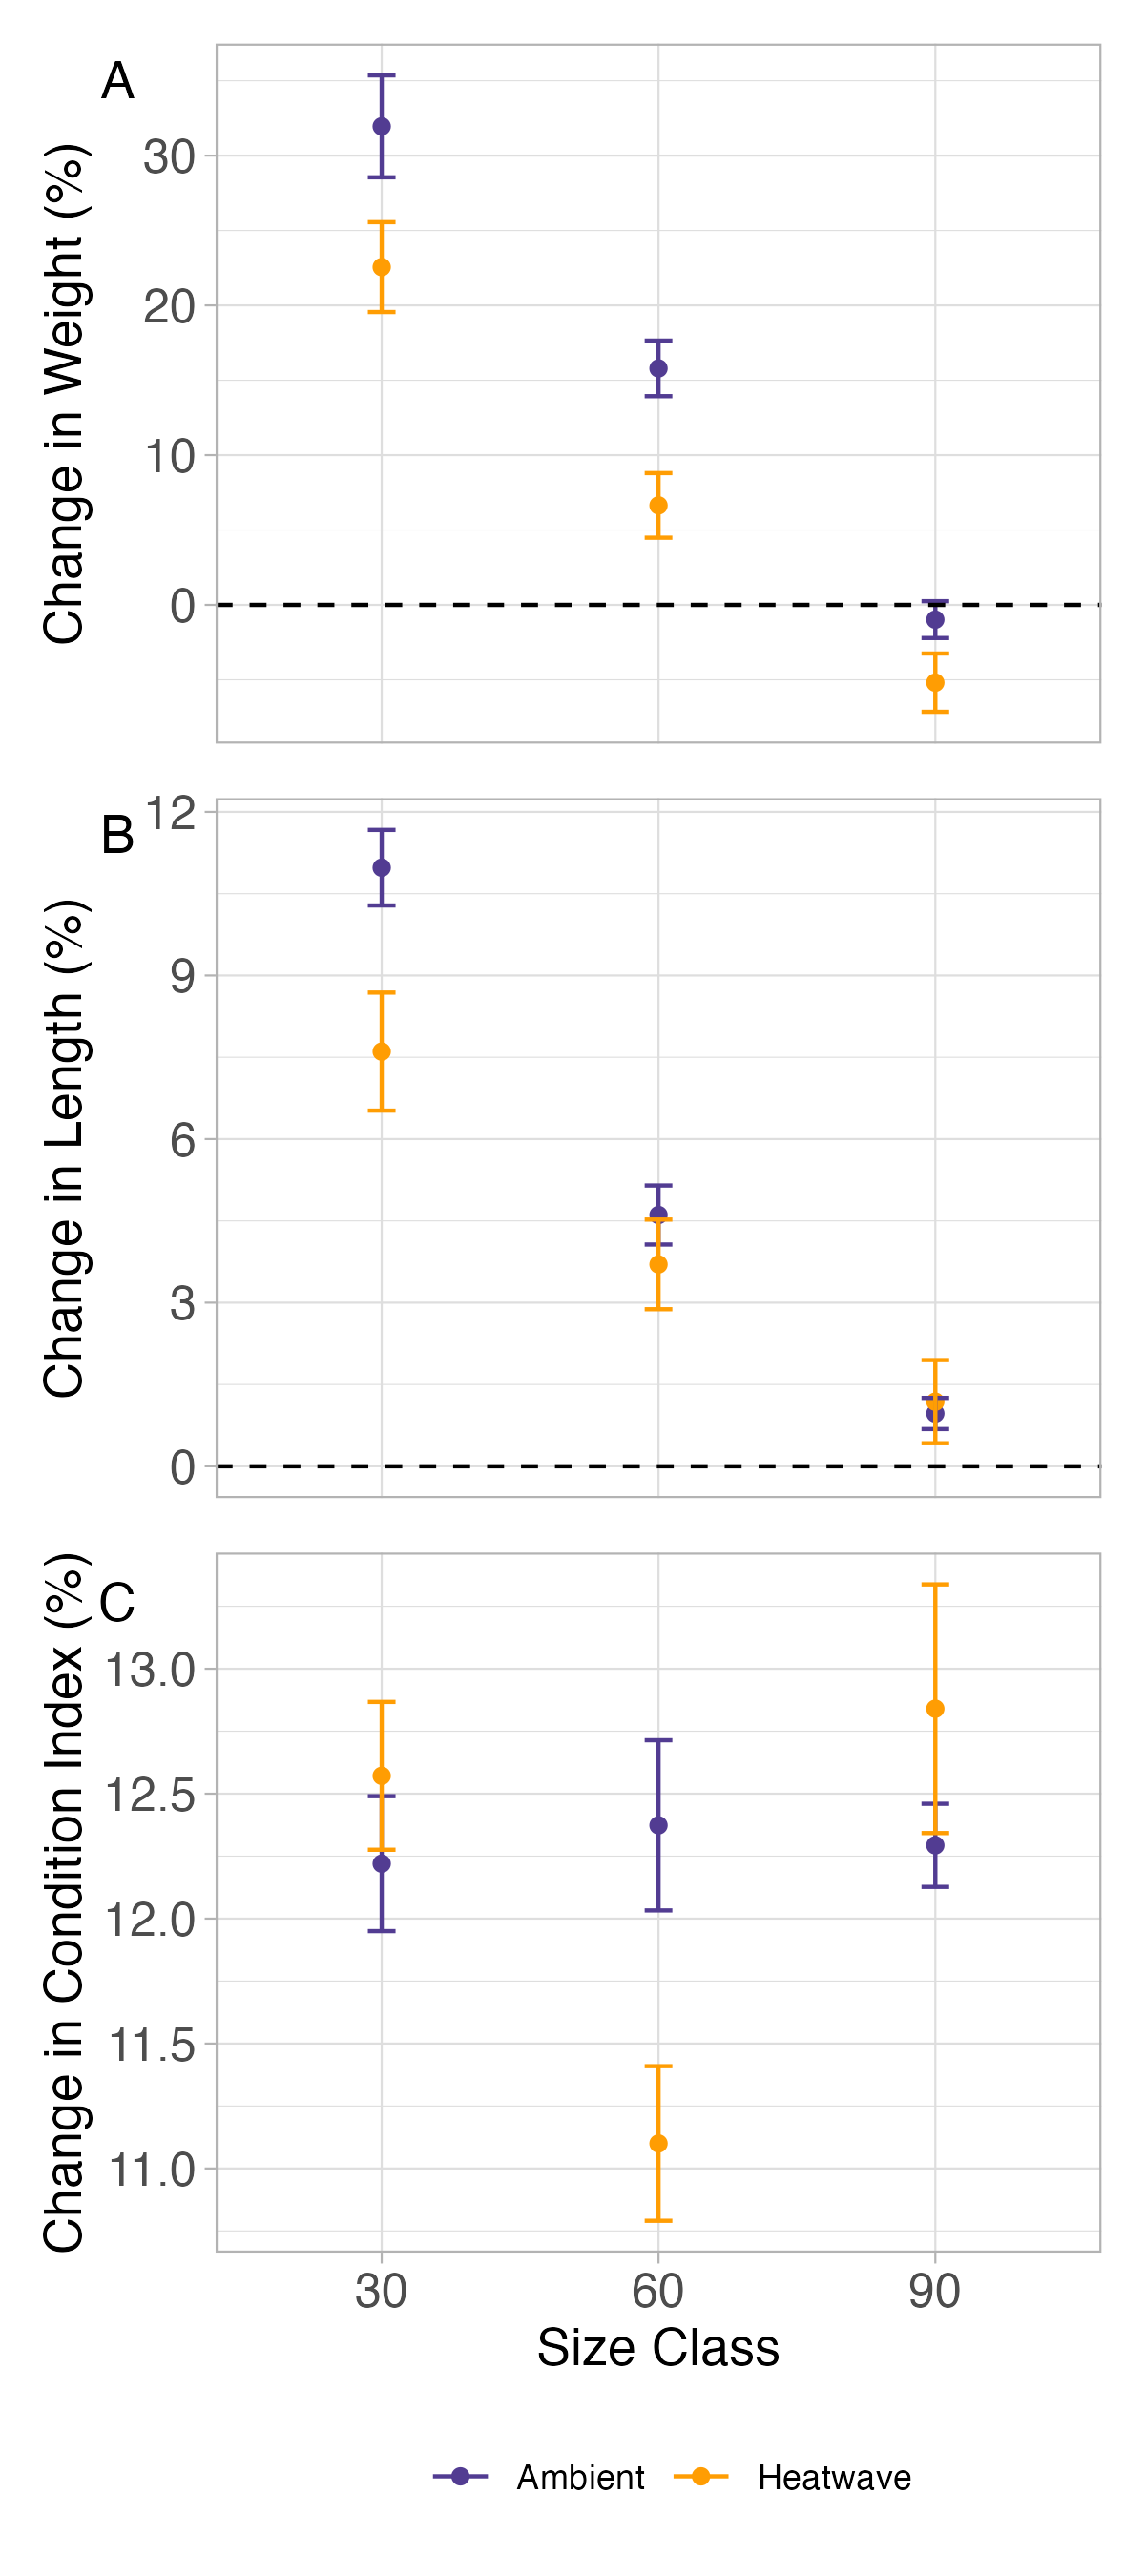 A
Change in Weight (%)
30
20
10
0
B
Change in Length (%)
12
9
6
3
0
C
Change in Condition Index (%)
13.0
12.5
12.0
11.5
11.0
30 60 90
Size Class
Ambient Heatwave